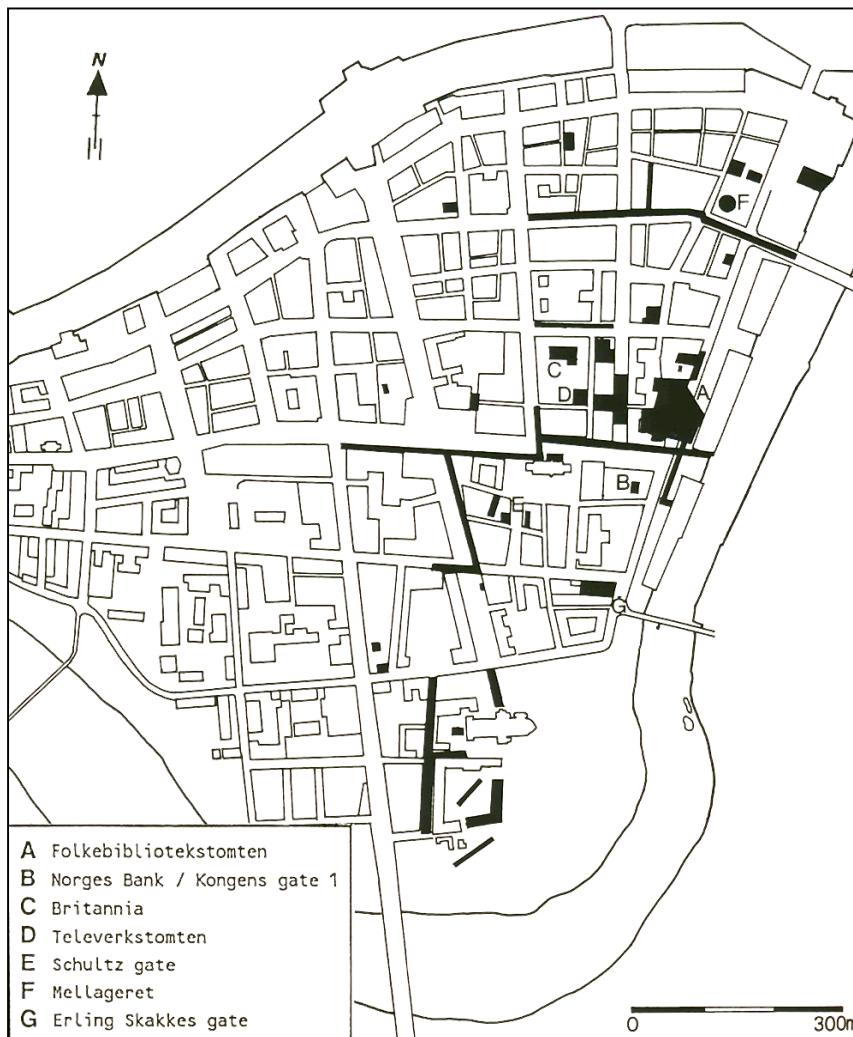 N
F
C
A
D
B
E
G
A Folkebibliotekstomten
B Norges Bank / Kongens gate 1
C Britannia
D Televerkstomten
E Schultz gate
F Mellageret
G Erling Skakkes gate
0 300m